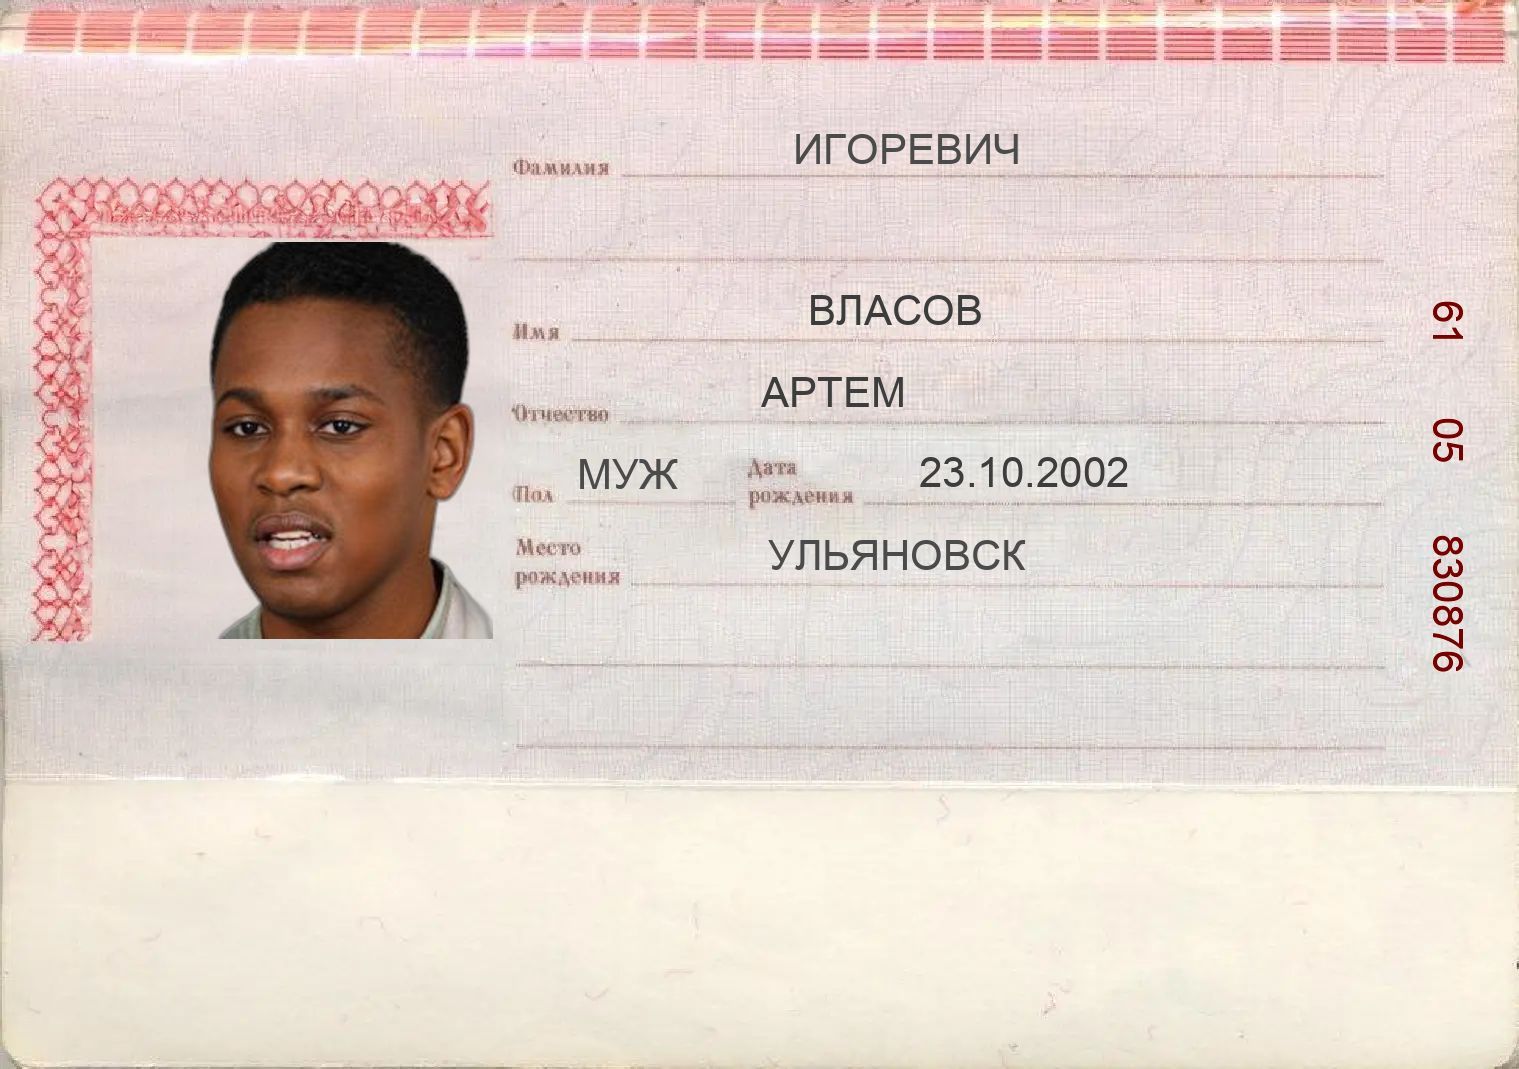 Фамилия ИГОРЕВИЧ
Имя ВЛАСОВ
Отчество АРТЕМ
Пол МУЖ Дата рождения 23.10.2002
Место рождения УЛЬЯНОВСК
61 05 830876